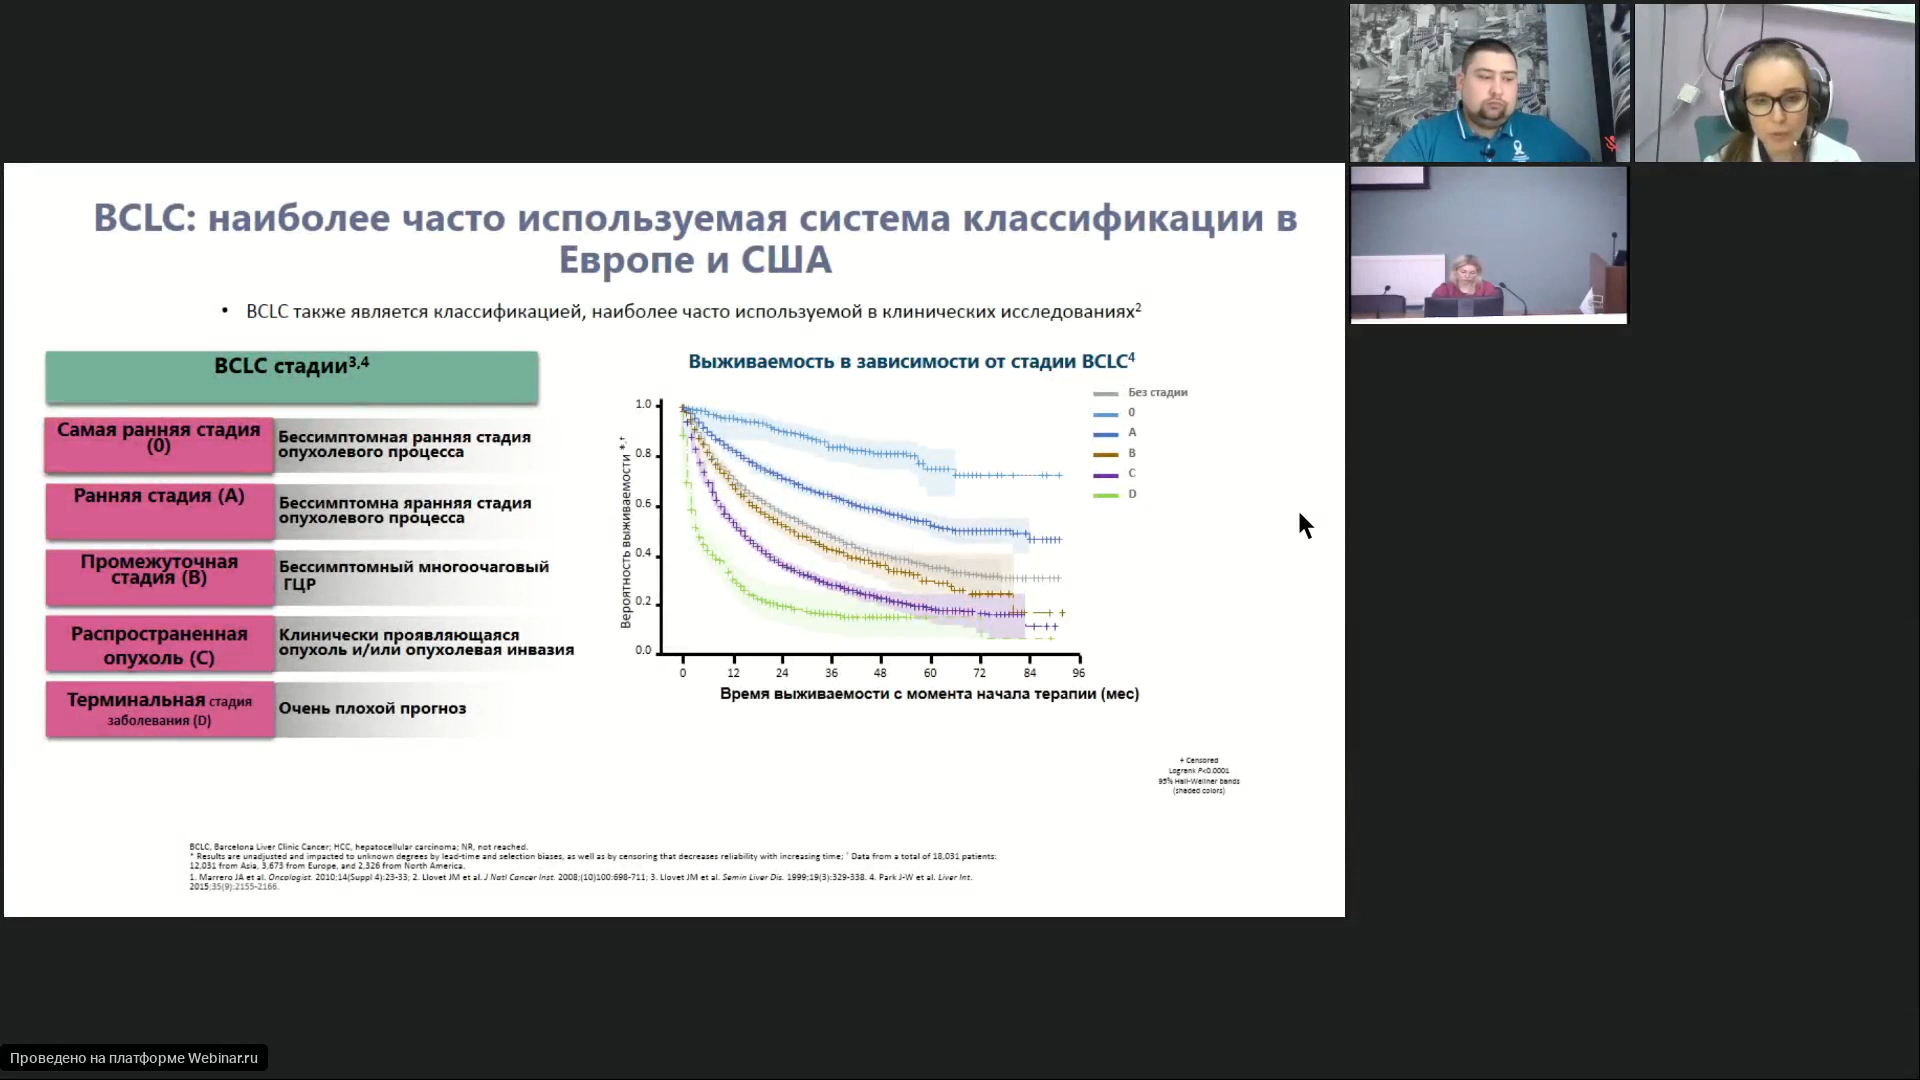 BCLC: наиболее часто используемая система классификации в
Европе и США
• BCLC также является классификацией, наиболее часто используемой в клинических исследованиях²
BCLC стадии³,⁴
Самая ранняя стадия
(0)
Бессимптомная ранняя стадия
опухолевого процесса
Ранняя стадия (A)
Бессимптомна яранняя стадия
опухолевого процесса
Промежуточная
стадия (B)
Бессимптомный многоочаговый
ГЦР
Распространенная
опухоль (C)
Клинически проявляющаяся
опухоль и/или опухолевая инвазия
Терминальная стадия
заболевания (D)
Очень плохой прогноз
Выживаемость в зависимости от стадии BCLC⁴
Без стадии
0
A
B
C
D
Вероятность выживаемости *,†
1.0
0.8
0.6
0.4
0.2
0.0
0 12 24 36 48 60 72 84 96
Время выживаемости с момента начала терапии (мес)
+ Censored
Logrank P<0.0001
95% Hall-Wellner bands
(shaded colors)
BCLC, Barcelona Liver Clinic Cancer; HCC, hepatocellular carcinoma; NR, not reached.
* Results are unadjusted and impacted to unknown degrees by lead-time and selection biases, as well as by censoring that decreases reliability with increasing time; † Data from a total of 18,031 patients:
12,031 from Asia, 3,673 from Europe, and 2,326 from North America.
1. Marrero JA et al. Oncologist. 2010;14(Suppl 4):23-33; 2. Llovet JM et al. J Natl Cancer Inst. 2008;(10)100:698-711; 3. Llovet JM et al. Semin Liver Dis. 1999;19(3):329-338. 4. Park J-W et al. Liver Int.
2015;35(9):2155-2166.
Проведено на платформе Webinar.ru